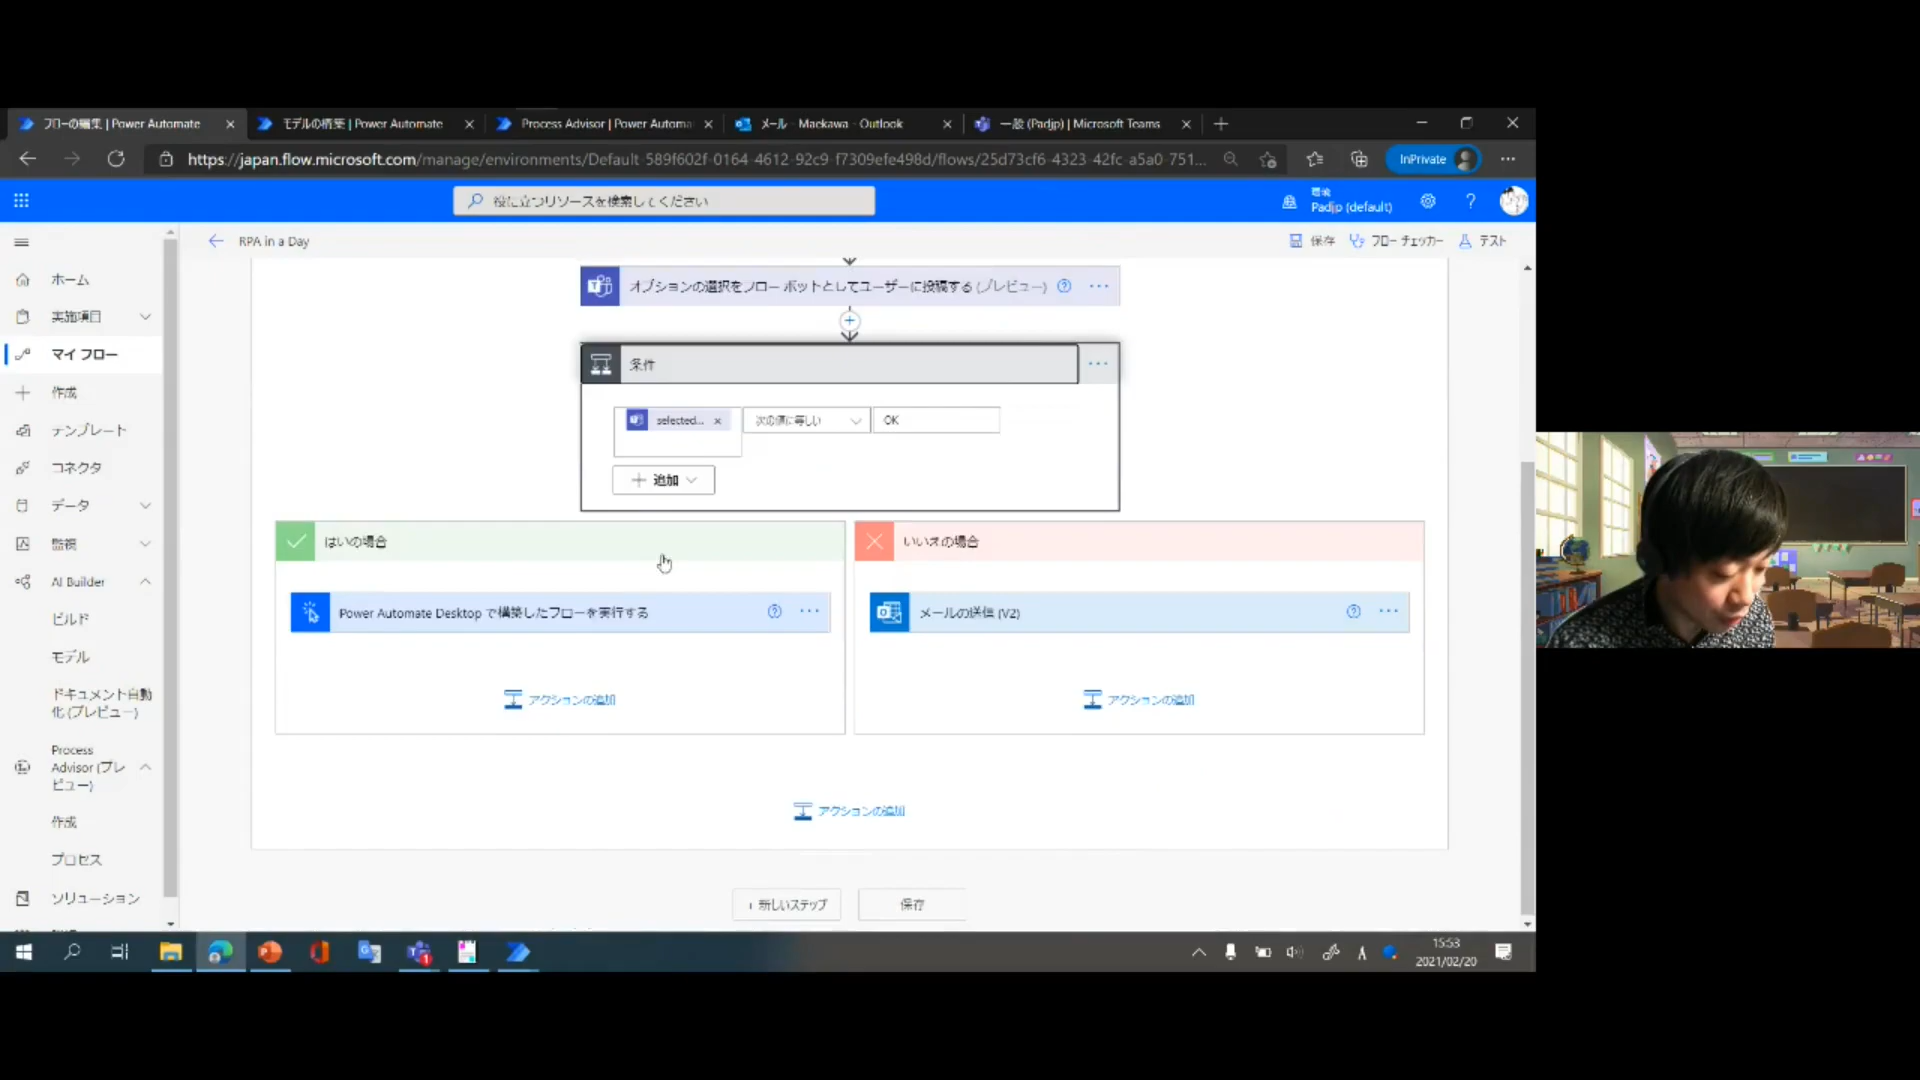 フローの編集 | Power Automate
モデルの構築 | Power Automate
Process Advisor | Power Automa
メール - Maekawa - Outlook
一般 (Padjp) | Microsoft Teams
https://japan.flow.microsoft.com/manage/environments/Default-589f602f-0164-4612-92c9-f7309efe498d/flows/25d73cf6-4323-42fc-a5a0-751...
InPrivate
役に立つリソースを検索してください
環境
Padjp (default)
RPA in a Day
保存
フロー チェッカー
テスト
ホーム
実施項目
マイ フロー
作成
テンプレート
コネクタ
データ
監視
AI Builder
ビルド
モデル
ドキュメント自動
化 (プレビュー)
Process
Advisor (プレ
ビュー)
作成
プロセス
ソリューション
オプションの選択をフロー ボットとしてユーザーに投稿する (プレビュー)
条件
selected...
次の値に等しい
OK
追加
はいの場合
Power Automate Desktop で構築したフローを実行する
アクションの追加
いいえの場合
メールの送信 (V2)
アクションの追加
アクションの追加
+ 新しいステップ
保存
15:53
2021/02/20